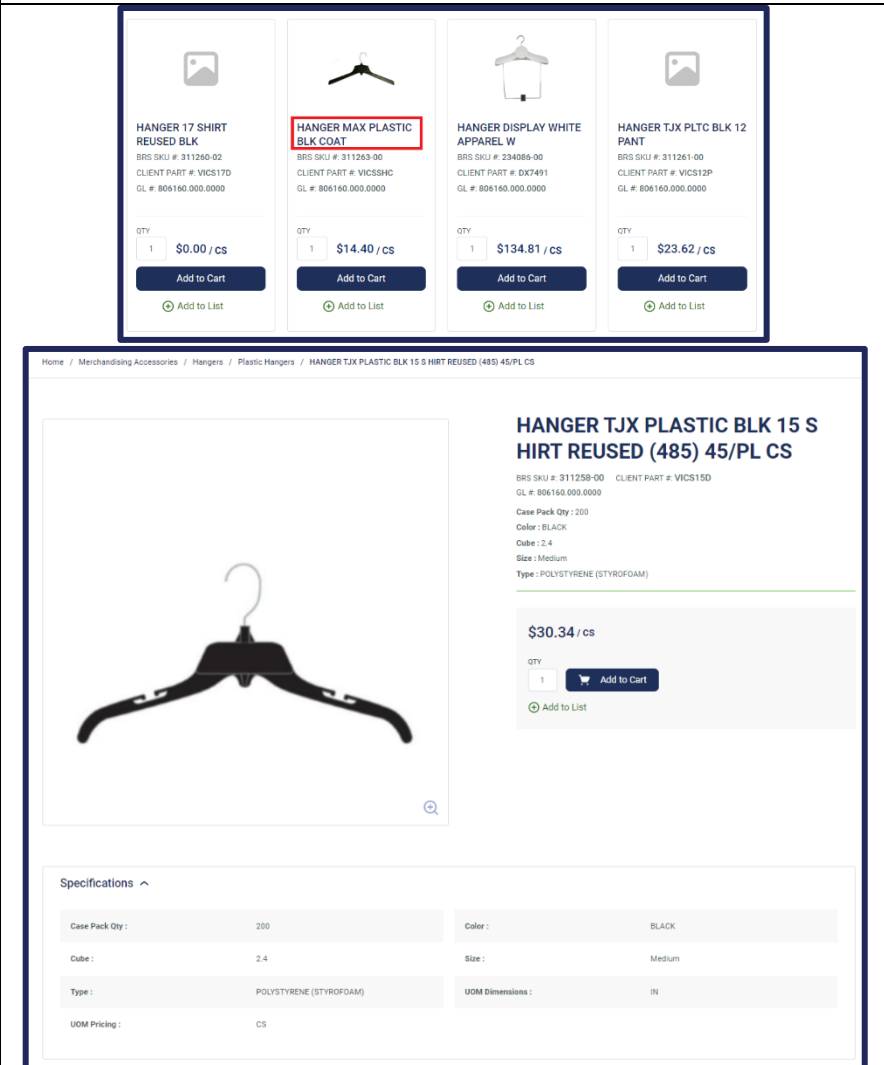 HANGER 17 SHIRT
REUSED BLK
BRS SKU #: 311260-02
CLIENT PART #: VICS17D
GL #: 806160.000.0000
QTY
1 $0.00 / CS
Add to Cart
Add to List
HANGER MAX PLASTIC
BLK COAT
BRS SKU #: 311263-00
CLIENT PART #: VICSSHC
GL #: 806160.000.0000
QTY
1 $14.40 / CS
Add to Cart
Add to List
HANGER DISPLAY WHITE
APPAREL W
BRS SKU #: 234086-00
CLIENT PART #: DX7491
GL #: 806160.000.0000
QTY
1 $134.81 / CS
Add to Cart
Add to List
HANGER TJX PLTC BLK 12
PANT
BRS SKU #: 311261-00
CLIENT PART #: VICS12P
GL #: 806160.000.0000
QTY
1 $23.62 / CS
Add to Cart
Add to List
Home / Merchandising Accessories / Hangers / Plastic Hangers / HANGER TJX PLASTIC BLK 15 S HIRT REUSED (485) 45/PL CS
HANGER TJX PLASTIC BLK 15 S
HIRT REUSED (485) 45/PL CS
BRS SKU #: 311258-00 CLIENT PART #: VICS15D
GL #: 806160.000.0000
Case Pack Qty : 200
Color : BLACK
Cube : 2.4
Size : Medium
Type : POLYSTYRENE (STYROFOAM)
$30.34 / CS
QTY
1 Add to Cart
Add to List
Specifications
Case Pack Qty : 200 Color : BLACK
Cube : 2.4 Size : Medium
Type : POLYSTYRENE (STYROFOAM) UOM Dimensions : IN
UOM Pricing : CS